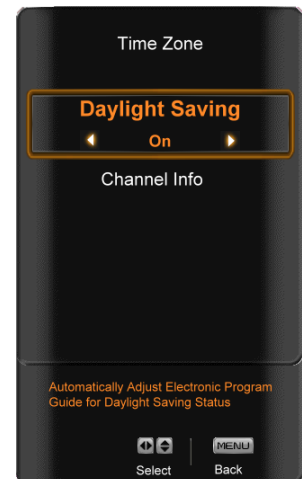 Time Zone
Daylight Saving
On
Channel Info
Automatically Adjust Electronic Program
Guide for Daylight Saving Status
MENU
Select Back